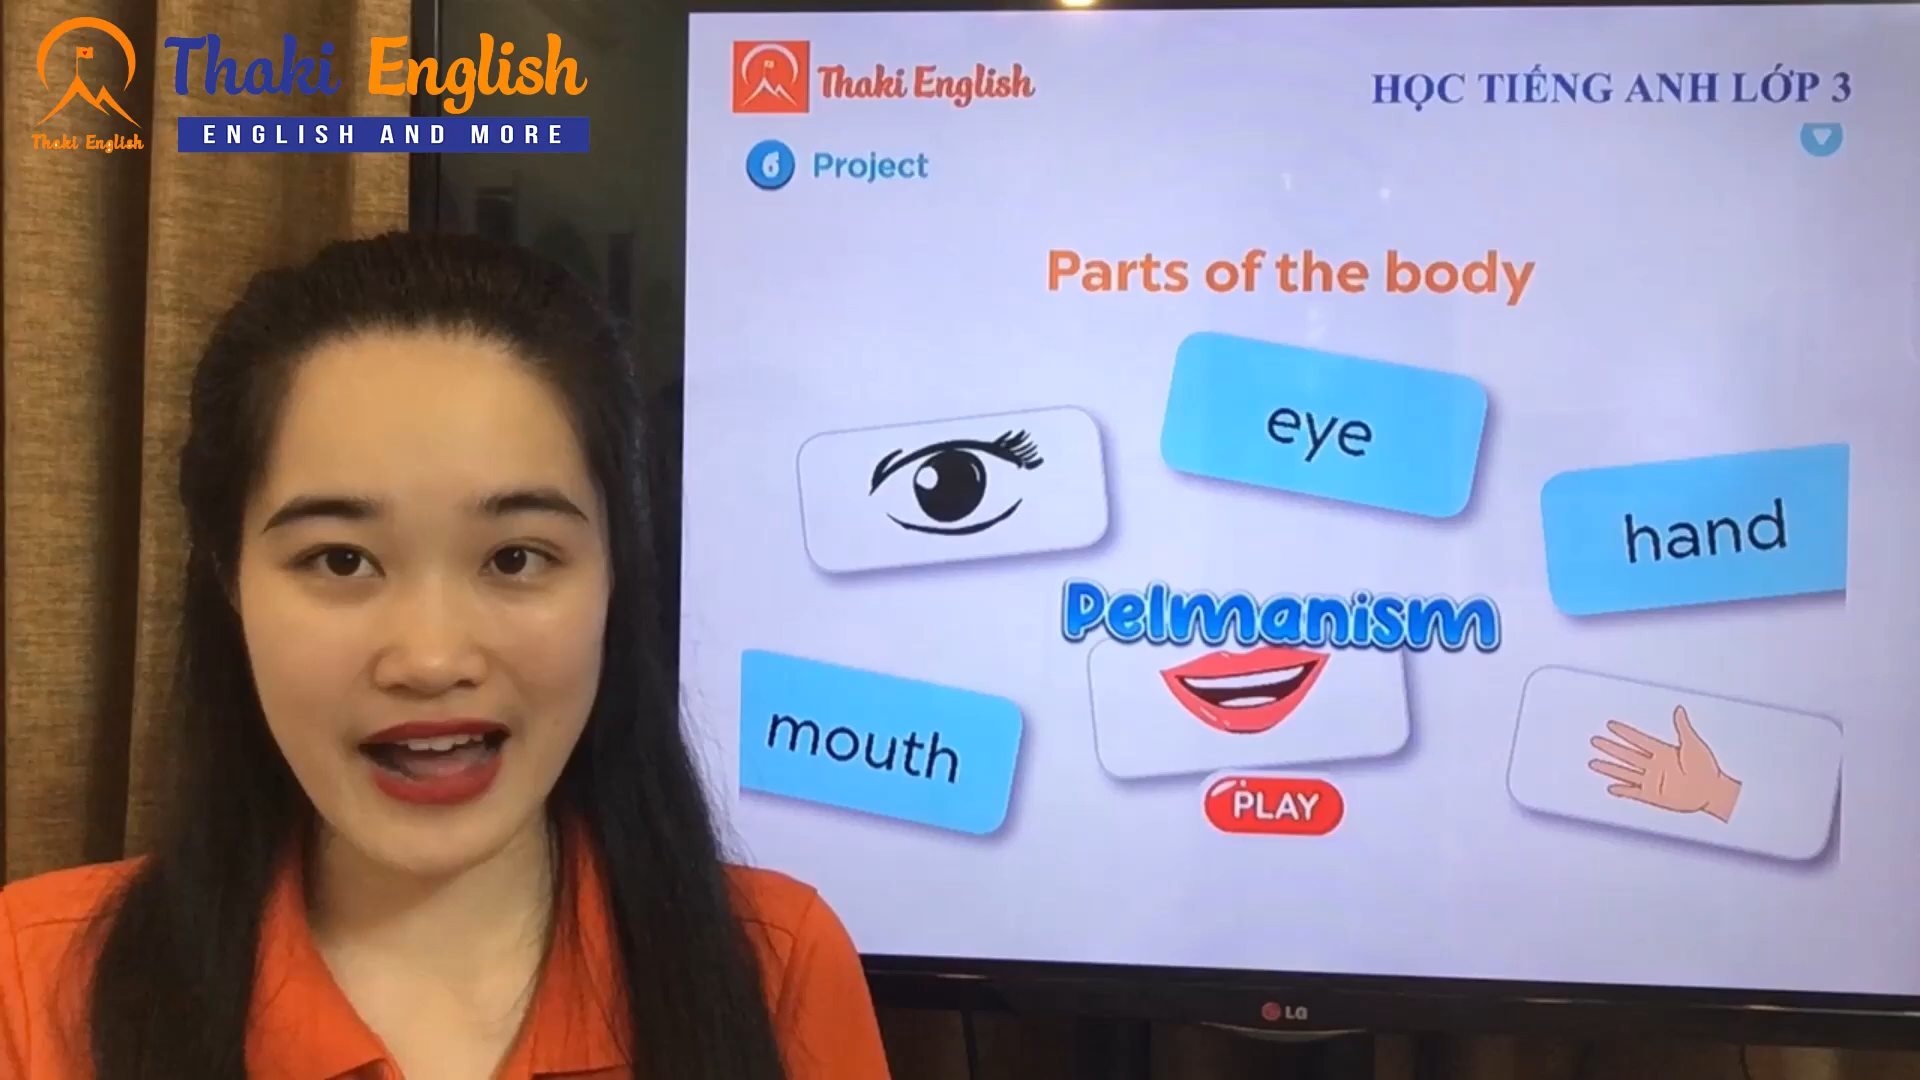 Thaki English
ENGLISH AND MORE
Thaki English
Thaki English
HỌC TIẾNG ANH LỚP 3
6 Project
Parts of the body
eye
hand
Pelmanism
mouth
PLAY
LG